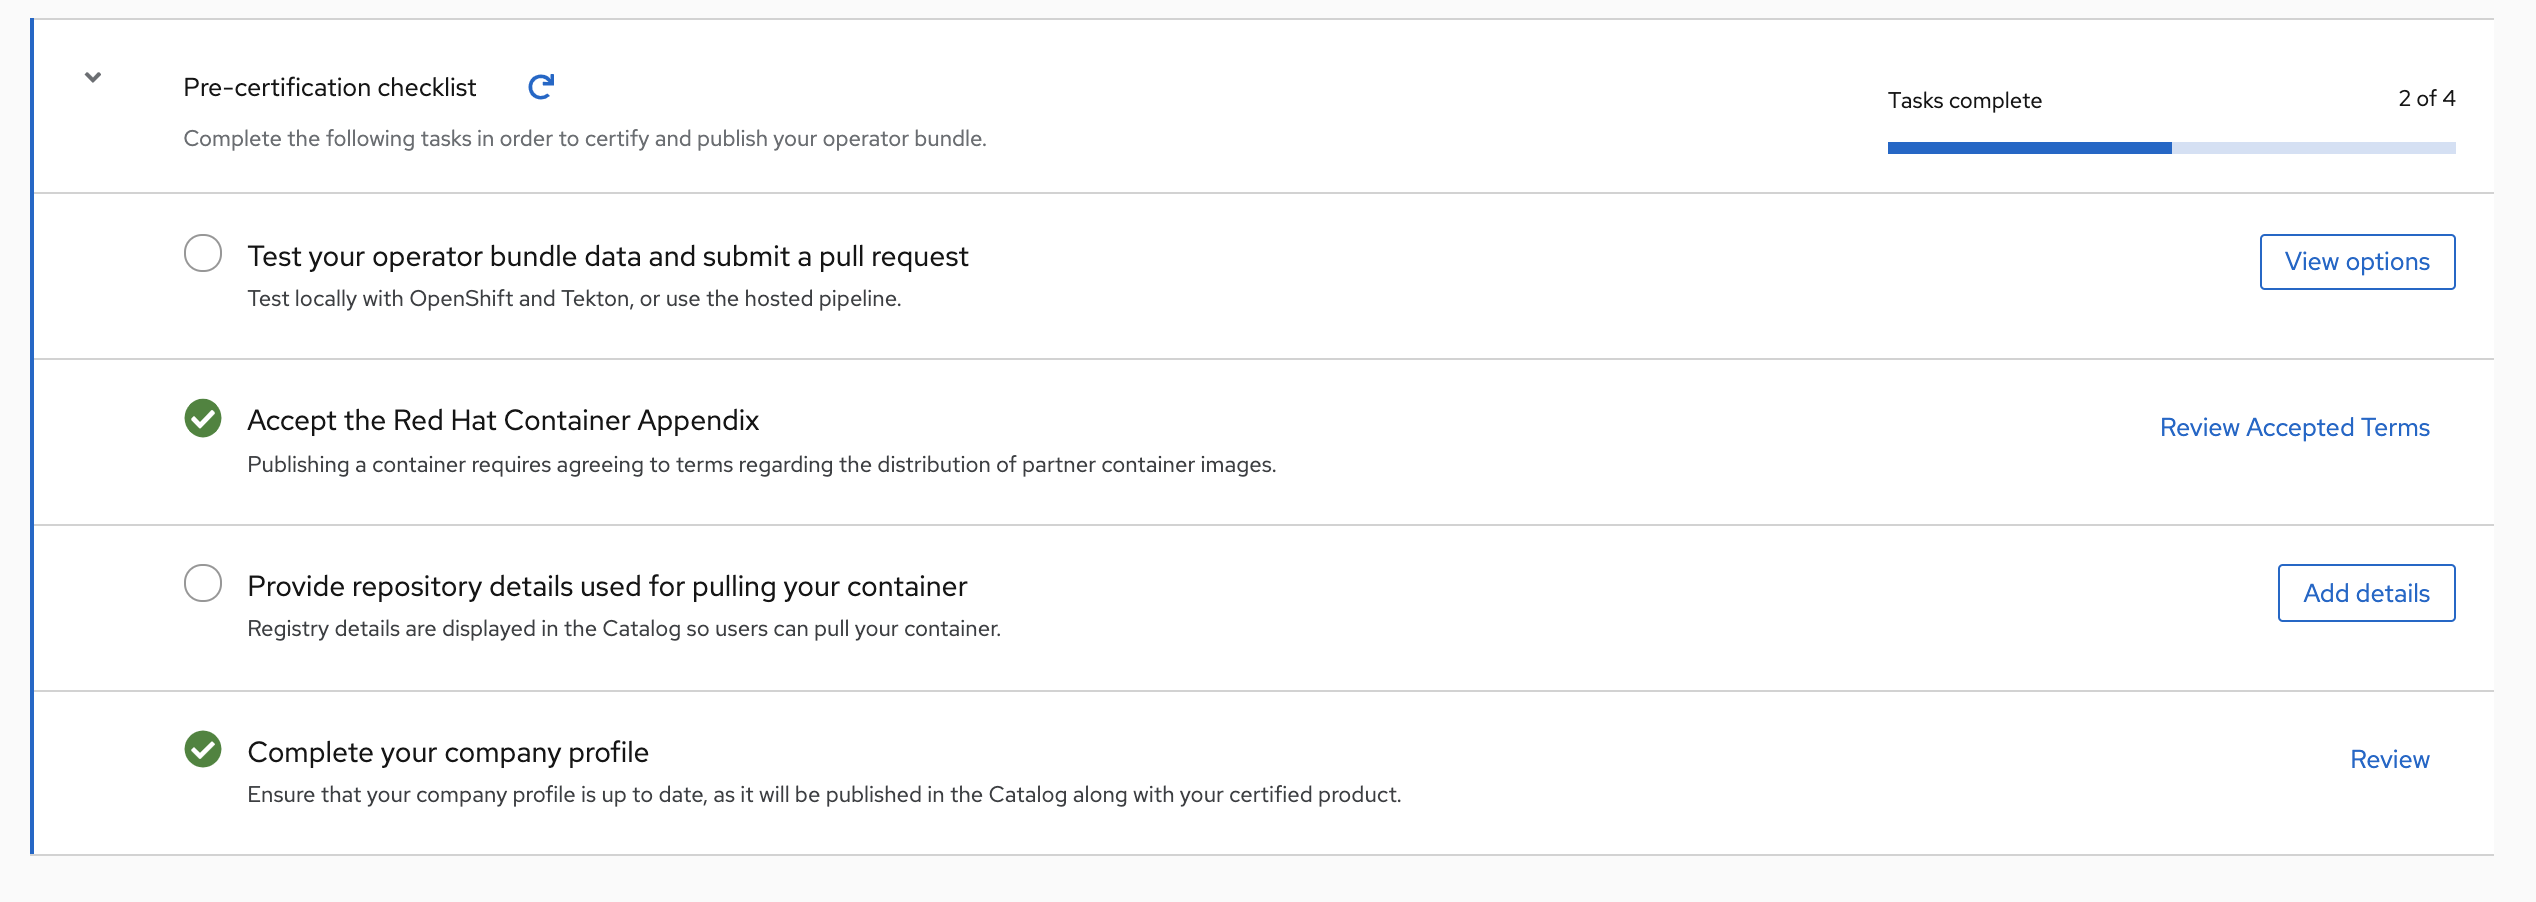 Pre-certification checklist
Tasks complete 2 of 4
Complete the following tasks in order to certify and publish your operator bundle.
Test your operator bundle data and submit a pull request
View options
Test locally with OpenShift and Tekton, or use the hosted pipeline.
Accept the Red Hat Container Appendix
Review Accepted Terms
Publishing a container requires agreeing to terms regarding the distribution of partner container images.
Provide repository details used for pulling your container
Add details
Registry details are displayed in the Catalog so users can pull your container.
Complete your company profile
Review
Ensure that your company profile is up to date, as it will be published in the Catalog along with your certified product.